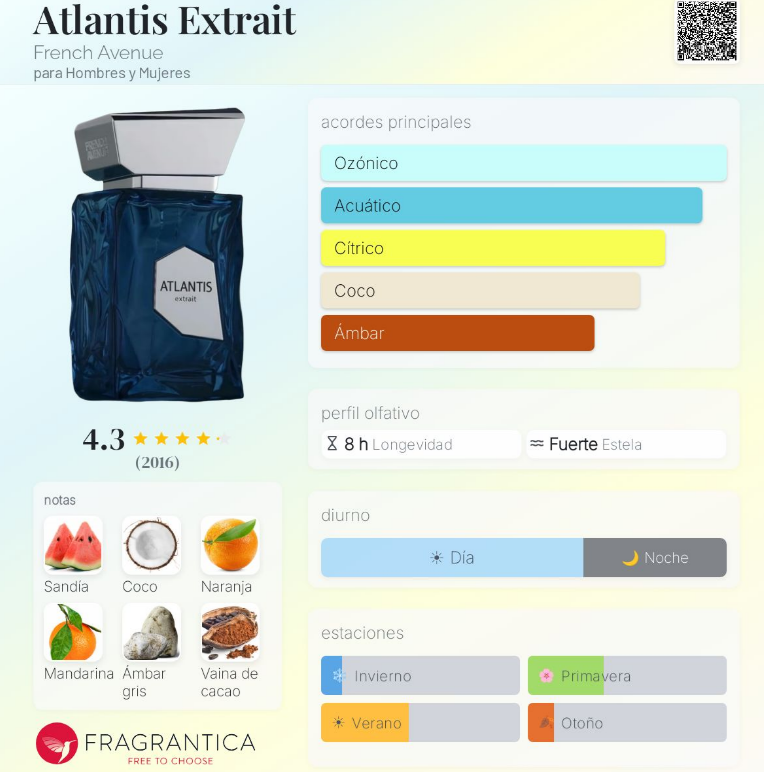 Atlantis Extrait
French Avenue
para Hombres y Mujeres
ATLANTIS
extrait
4.3
(2016)
notas
Sandía
Coco
Naranja
Mandarina
Ámbar
gris
Vaina de
cacao
FRAGRANTICA
FREE TO CHOOSE
acordes principales
Ozónico
Acuático
Cítrico
Coco
Ámbar
perfil olfativo
8 h Longevidad
Fuerte Estela
diurno
Día
Noche
estaciones
Invierno
Primavera
Verano
Otoño